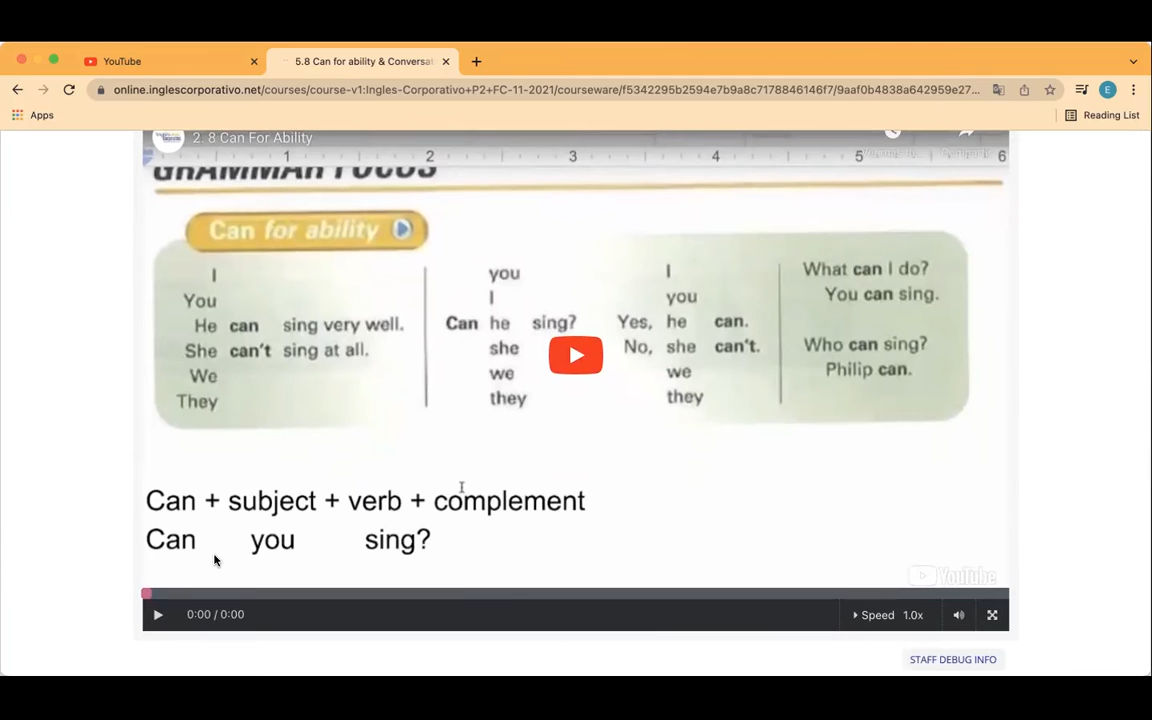 YouTube
5.8 Can for ability & Conversa
online.inglescorporativo.net/courses/course-v1:Ingles-Corporativo+P2+FC-11-2021/courseware/f5342295b2594e7b9a8c7178846146f7/9aaf0b4838a642959e27...
E
Apps
Reading List
2. 8 Can For Ability
1 2 3 4 5 6
GRAMMAR FOCUS
Can for ability
I
You
He can sing very well.
She can't sing at all.
We
They
you
I
Can he sing?
she
we
they
I
you
Yes, he can.
No, she can't.
we
they
What can I do?
You can sing.
Who can sing?
Philip can.
Can + subject + verb + complement
Can you sing?
YouTube
0:00 / 0:00
Speed 1.0x
STAFF DEBUG INFO